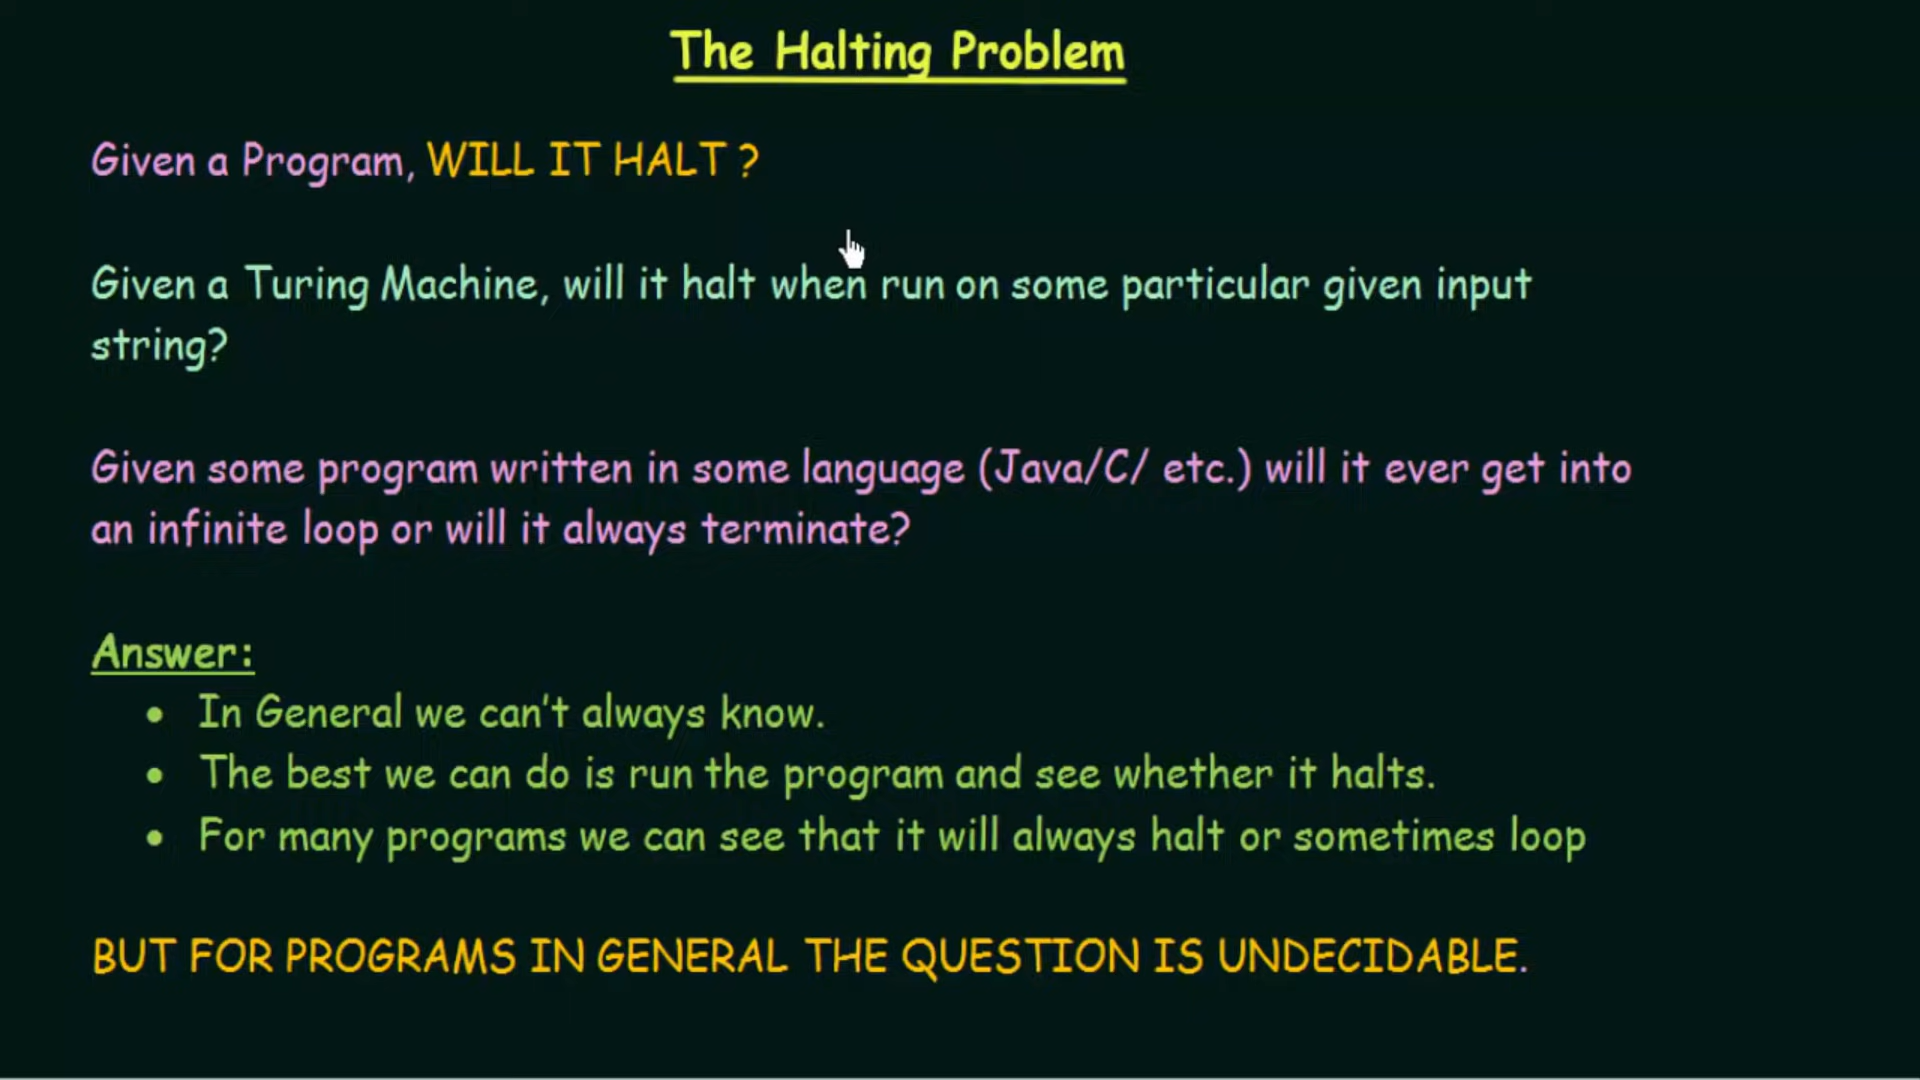 The Halting Problem
Given a Program, WILL IT HALT ?
Given a Turing Machine, will it halt when run on some particular given input
string?
Given some program written in some language (Java/C/ etc.) will it ever get into
an infinite loop or will it always terminate?
Answer:
• In General we can't always know.
• The best we can do is run the program and see whether it halts.
• For many programs we can see that it will always halt or sometimes loop
BUT FOR PROGRAMS IN GENERAL THE QUESTION IS UNDECIDABLE.